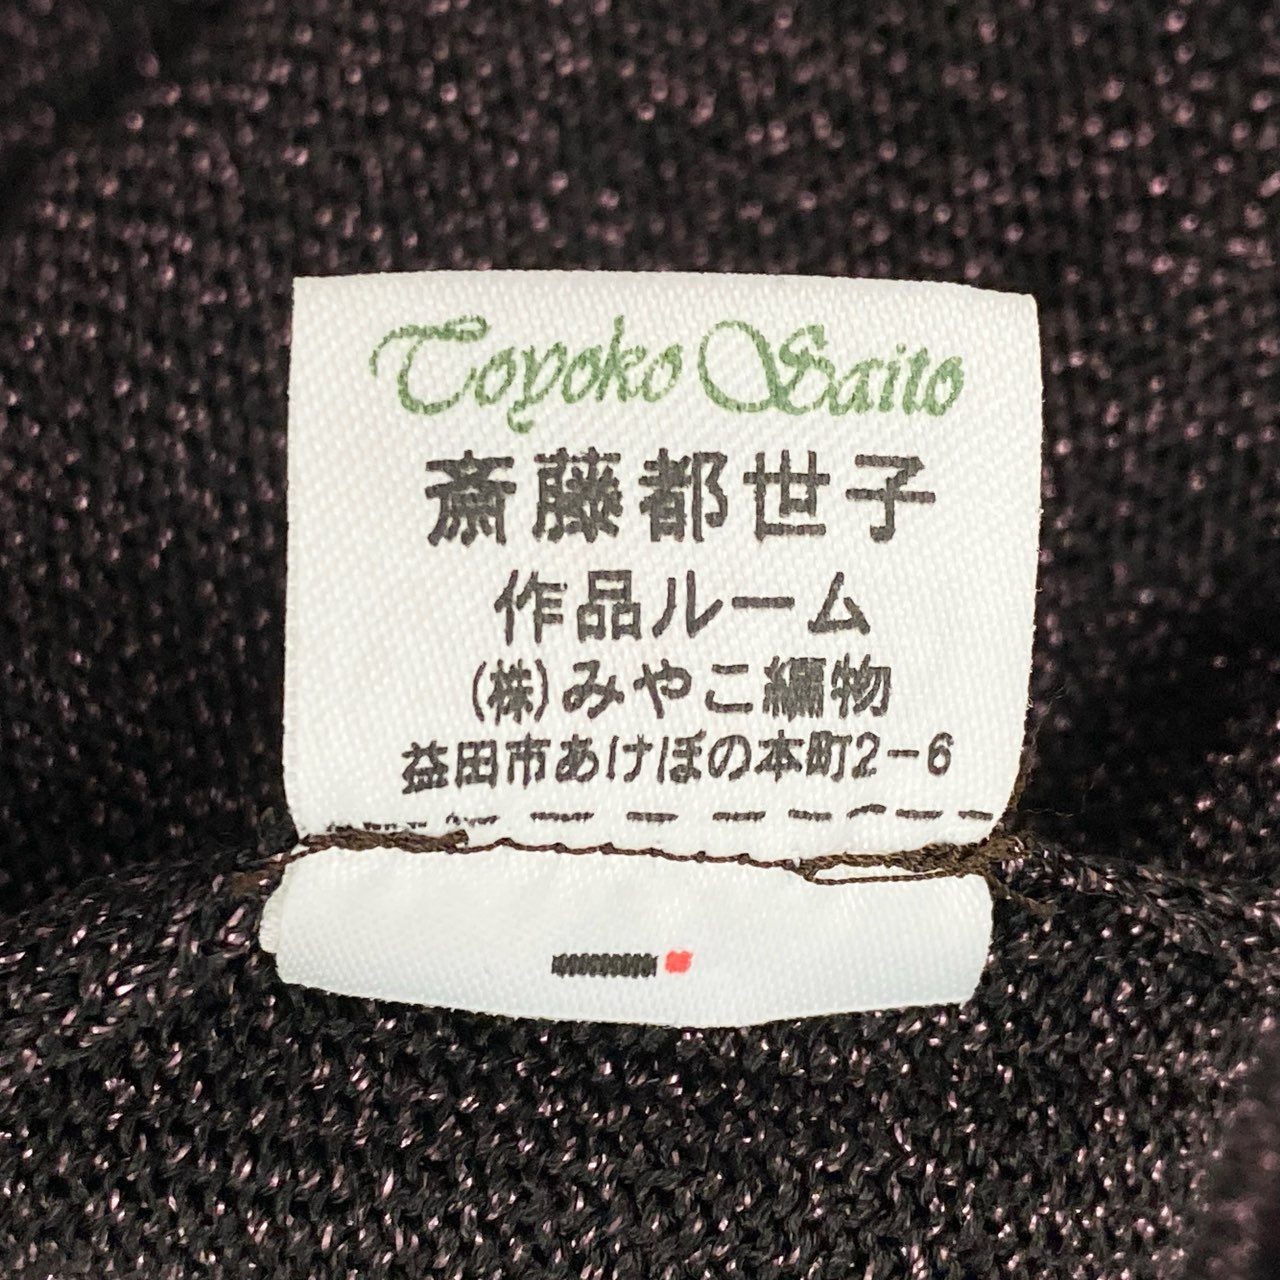 Toyoko Saito
斎藤都世子
作品ルーム
(株)みやこ編物
益田市あけぼの本町2-6